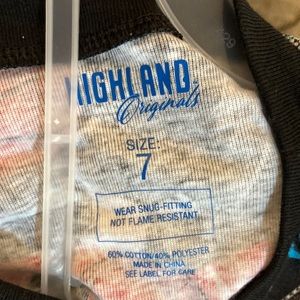 HIGHLAND
Originals
SIZE:
7
WEAR SNUG-FITTING
NOT FLAME RESISTANT
60% COTTON/40% POLYESTER
MADE IN CHINA
SEE LABEL FOR CARE